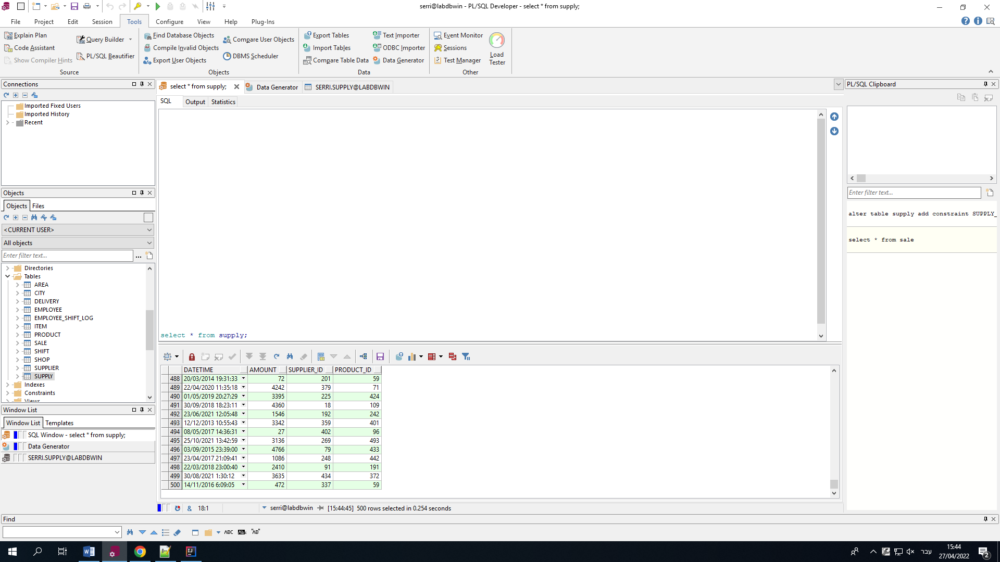 serri@labdbwin - PL/SQL Developer - select * from supply;
File Project Edit Session Tools Configure View Help Plug-Ins
Explain Plan
Code Assistant
Show Compiler Hints
Query Builder
PL/SQL Beautifier
Source
Find Database Objects
Compile Invalid Objects
Export User Objects
Compare User Objects
DBMS Scheduler
Objects
Export Tables
Import Tables
Compare Table Data
Text Importer
ODBC Importer
Data Generator
Data
Event Monitor
Sessions
Test Manager
Load
Tester
Other
Connections
Imported Fixed Users
Imported History
Recent
Objects
Objects Files
<CURRENT USER>
All objects
Enter filter text...
Directories
Tables
AREA
CITY
DELIVERY
EMPLOYEE
EMPLOYEE_SHIFT_LOG
ITEM
PRODUCT
SALE
SHIFT
SHOP
SUPPLIER
SUPPLY
Indexes
Constraints
Views
Window List
Window List Templates
SQL Window - select * from supply;
Data Generator
SERRI.SUPPLY@LABDBWIN
select * from supply; Data Generator SERRI.SUPPLY@LABDBWIN
SQL Output Statistics
select * from supply;
DATETIME AMOUNT SUPPLIER_ID PRODUCT_ID
488 20/03/2014 19:31:33 72 201 59
489 22/04/2020 11:35:18 4242 379 71
490 01/05/2019 20:27:29 3395 225 424
491 30/09/2018 18:23:11 4360 18 109
492 23/06/2021 12:05:48 1546 192 242
493 12/12/2013 10:55:43 3342 359 401
494 08/05/2017 14:36:31 27 402 96
495 25/10/2021 13:42:59 3136 269 493
496 03/09/2015 23:39:00 4766 79 433
497 23/04/2017 21:09:41 1086 248 442
498 22/03/2018 23:00:40 2410 91 191
499 30/08/2021 1:30:12 3635 434 372
500 14/11/2016 6:09:05 472 337 59
& 18:1 serri@labdbwin [15:44:45] 500 rows selected in 0.254 seconds
PL/SQL Clipboard
Enter filter text...
alter table supply add constraint SUPPLY_
select * from sale
Find
ABC AB "AB"
עבר
15:44
27/04/2022
2